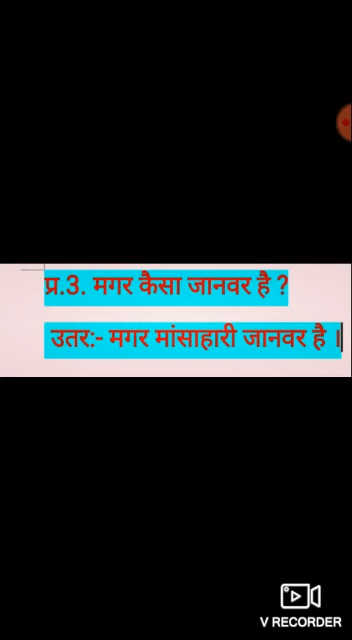 प्र.3. मगर कैसा जानवर है ?
उतर:- मगर मांसाहारी जानवर है ।
V RECORDER